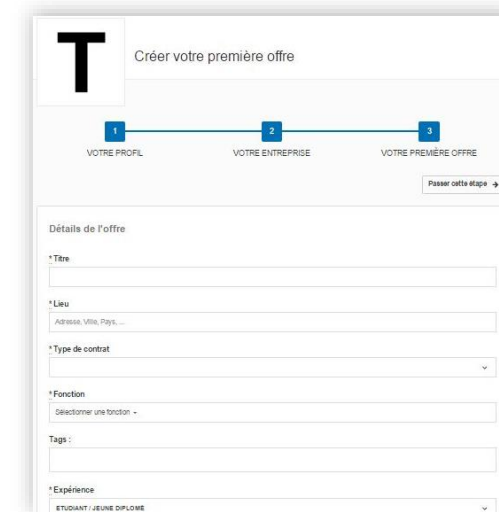 T
Créer votre première offre
1
2
3
VOTRE PROFIL
VOTRE ENTREPRISE
VOTRE PREMIÈRE OFFRE
Passer cette étape →
Détails de l'offre
* Titre
* Lieu
Adresse, Ville, Pays, ...
* Type de contrat
* Fonction
Sélectionner une fonction
Tags :
* Expérience
ETUDIANT / JEUNE DIPLOMÉ